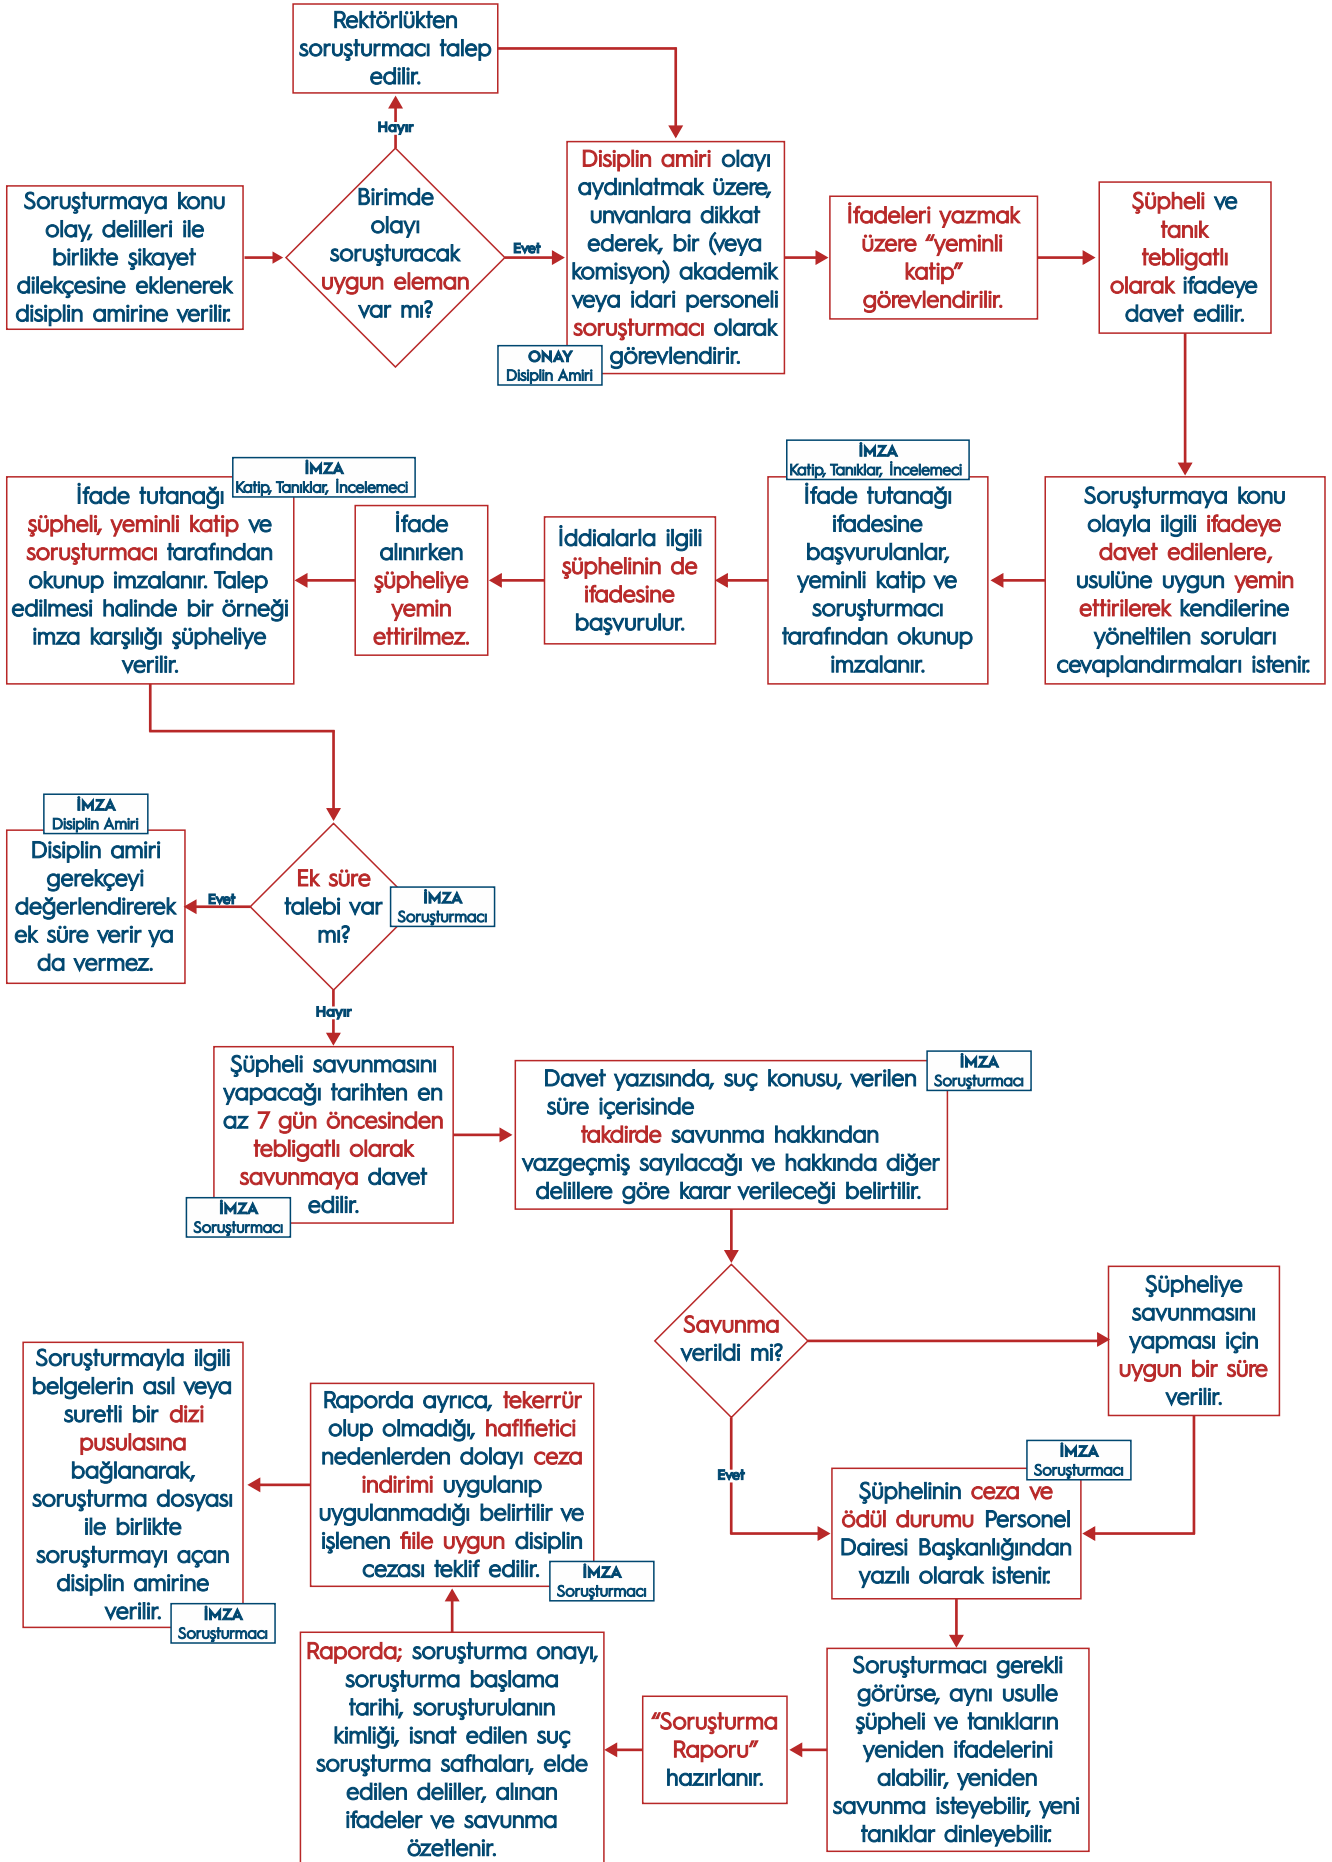 Rektörlükten
soruşturmacı talep
edilir.
Hayır
Soruşturmaya konu
olay, delilleri ile
birlikte şikayet
dilekçesine eklenerek
disiplin amirine verilir.
Birimde
olayı
soruşturacak
uygun eleman
var mı?
Evet
Disiplin amiri olayı
aydınlatmak üzere,
unvanlara dikkat
ederek, bir (veya
komisyon) akademik
veya idari personeli
soruşturmacı olarak
görevlendirir.
ONAY
Disiplin Amiri
İfadeleri yazmak
üzere “yeminli
katip”
görevlendirilir.
Şüpheli ve
tanık
tebligatlı
olarak ifadeye
davet edilir.
Soruşturmaya konu
olayla ilgili ifadeye
davet edilenlere,
usulüne uygun yemin
ettirilerek kendilerine
yöneltilen soruları
cevaplandırmaları istenir.
İMZA
Katip, Tanıklar, İncelemeci
İfade tutanağı
ifadesine
başvurulanlar,
yeminli katip ve
soruşturmacı
tarafından okunup
imzalanır.
İddialarla ilgili
şüphelinin de
ifadesine
başvurulur.
İfade
alınırken
şüpheliye
yemin
ettirilmez.
İMZA
Katip, Tanıklar, İncelemeci
İfade tutanağı
şüpheli, yeminli katip ve
soruşturmacı tarafından
okunup imzalanır. Talep
edilmesi halinde bir örneği
imza karşılığı şüpheliye
verilir.
İMZA
Disiplin Amiri
Disiplin amiri
gerekçeyi
değerlendirerek
ek süre verir ya
da vermez.
Evet
Ek süre
talebi var
mı?
İMZA
Soruşturmacı
Hayır
Şüpheli savunmasını
yapacağı tarihten en
az 7 gün öncesinden
tebligatlı olarak
savunmaya davet
edilir.
İMZA
Soruşturmacı
İMZA
Soruşturmacı
Davet yazısında, suç konusu, verilen
süre içerisinde
takdirde savunma hakkından
vazgeçmiş sayılacağı ve hakkında diğer
delillere göre karar verileceği belirtilir.
Savunma
verildi mi?
Şüpheliye
savunmasını
yapması için
uygun bir süre
verilir.
Evet
İMZA
Soruşturmacı
Şüphelinin ceza ve
ödül durumu Personel
Dairesi Başkanlığından
yazılı olarak istenir.
Soruşturmacı gerekli
görürse, aynı usulle
şüpheli ve tanıkların
yeniden ifadelerini
alabilir, yeniden
savunma isteyebilir, yeni
tanıklar dinleyebilir.
“Soruşturma
Raporu”
hazırlanır.
Raporda; soruşturma onayı,
soruşturma başlama
tarihi, soruşturulanın
kimliği, isnat edilen suç
soruşturma safhaları, elde
edilen deliller, alınan
ifadeler ve savunma
özetlenir.
Raporda ayrıca, tekerrür
olup olmadığı, haflfietici
nedenlerden dolayı ceza
indirimi uygulanıp
uygulanmadığı belirtilir ve
işlenen fiile uygun disiplin
cezası teklif edilir.
İMZA
Soruşturmacı
Soruşturmayla ilgili
belgelerin asıl veya
suretli bir dizi
pusulasına
bağlanarak,
soruşturma dosyası
ile birlikte
soruşturmayı açan
disiplin amirine
verilir.
İMZA
Soruşturmacı